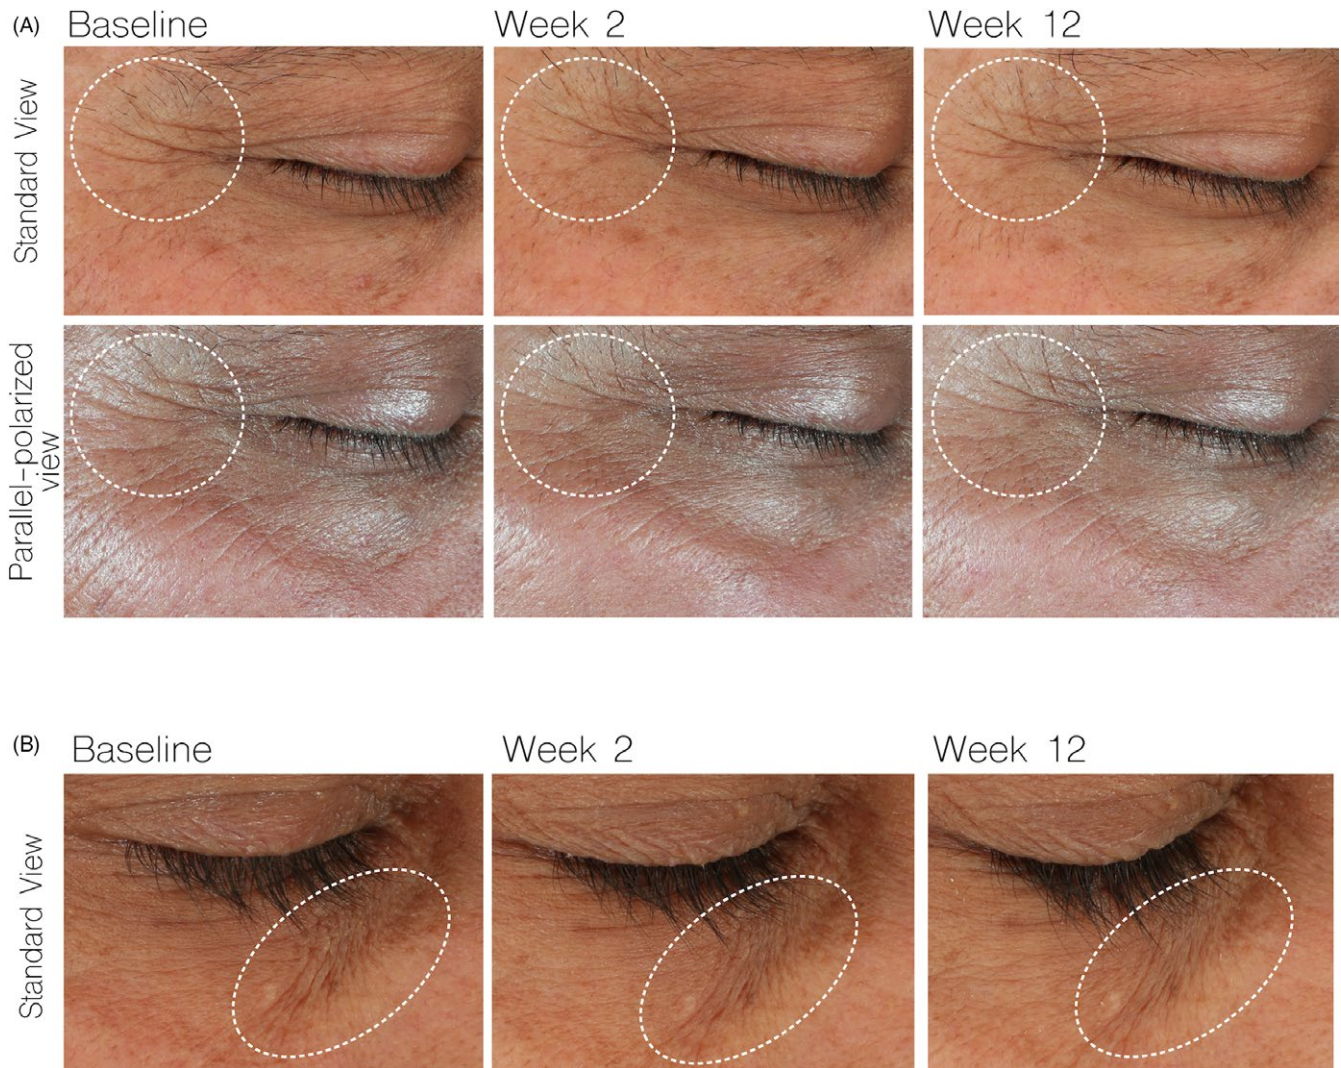 (A)
Baseline
Week 2
Week 12
Standard View
Parallel-polarized
view
(B)
Baseline
Week 2
Week 12
Standard View